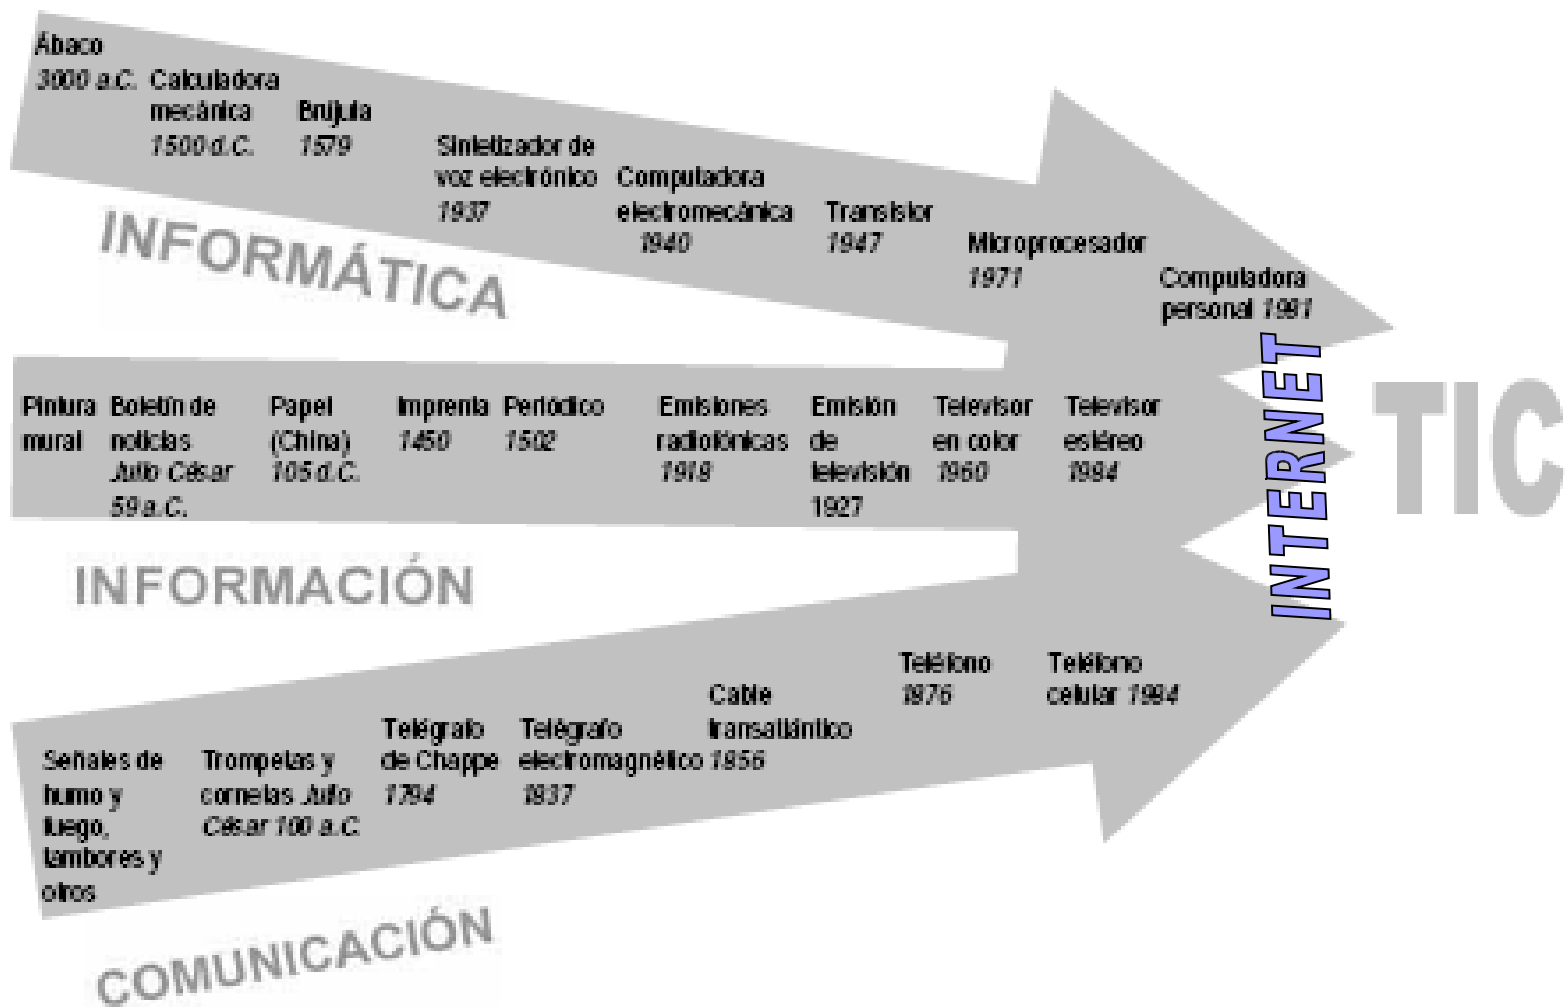 Ábaco
3000 a.C.
Calculadora
mecánica
1500 d.C.
Brújula
1579
Sintetizador de
voz electrónico
1937
Computadora
electromecánica
1940
Transistor
1947
Microprocesador
1971
Computadora
personal 1981
INFORMÁTICA
Pintura
mural
Boletín de
noticias
Julio César
59 a.C.
Papel
(China)
105 d.C.
Imprenta
1450
Periódico
1502
Emisiones
radiofónicas
1918
Emisión
de
televisión
1927
Televisor
en color
1960
Televisor
estéreo
1984
INTERNET
TIC
INFORMACIÓN
Señales de
humo y
fuego,
tambores y
otros
Trompetas y
cornetas Julio
César 100 a.C.
Telégrafo
de Chappe
1794
Telégrafo
electromagnético
1837
Cable
transatlántico
1956
Teléfono
1876
Teléfono
celular 1984
COMUNICACIÓN